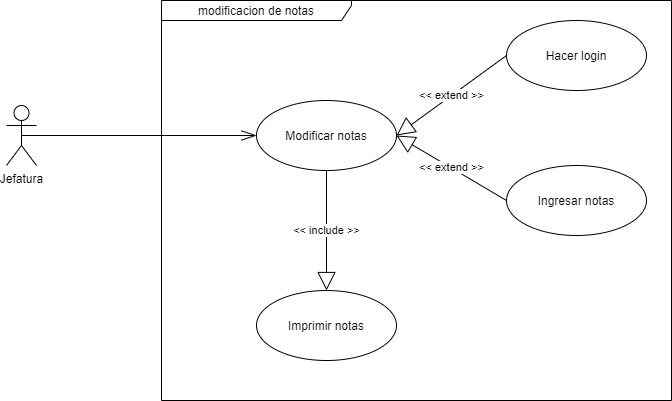 modificacion de notas
Hacer login
<< extend >>
Modificar notas
Jefatura
<< extend >>
Ingresar notas
<< include >>
Imprimir notas